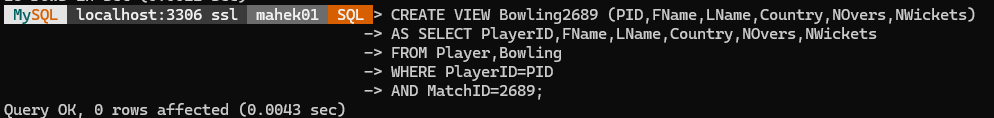 MySQL localhost:3306 ssl mahek01 SQL > CREATE VIEW Bowling2689 (PID,FName,LName,Country,NOvers,NWickets)
-> AS SELECT PlayerID,FName,LName,Country,NOvers,NWickets
-> FROM Player,Bowling
-> WHERE PlayerID=PID
-> AND MatchID=2689;
Query OK, 0 rows affected (0.0043 sec)